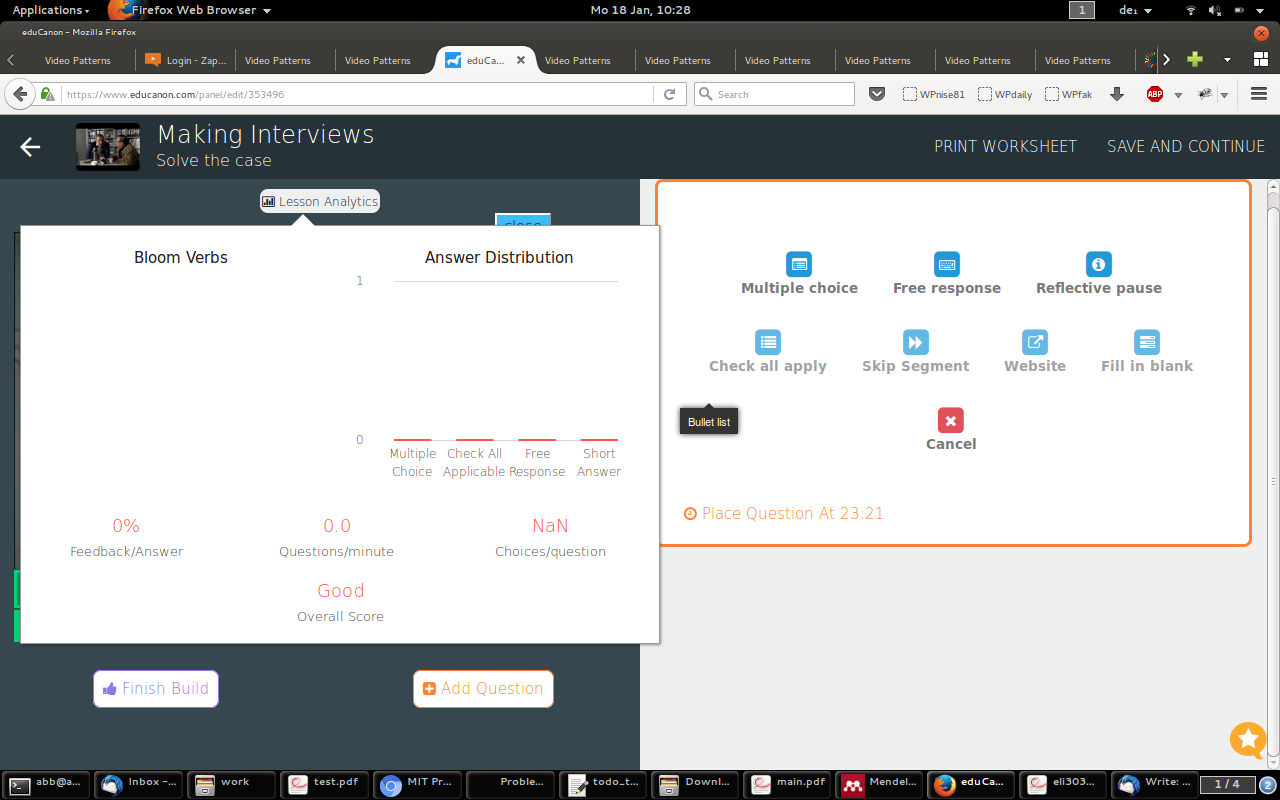 Applications
Firefox Web Browser
Mo 18 Jan, 10:28
1
de₁
eduCanon - Mozilla Firefox
Video Patterns
Login - Zap...
Video Patterns
Video Patterns
eduCa...
Video Patterns
Video Patterns
Video Patterns
Video Patterns
Video Patterns
Video Patterns
https://www.educanon.com/panel/edit/353496
Search
WPnise81
WPdaily
WPfak
ABP
Making Interviews
Solve the case
PRINT WORKSHEET
SAVE AND CONTINUE
Lesson Analytics
close
Bloom Verbs
Answer Distribution
1
0
Multiple Choice
Check All Applicable
Free Response
Short Answer
0%
Feedback/Answer
0.0
Questions/minute
NaN
Choices/question
Good
Overall Score
Finish Build
Add Question
Multiple choice
Free response
Reflective pause
Check all apply
Skip Segment
Website
Fill in blank
Bullet list
Cancel
Place Question At 23:21
abb@a...
Inbox –...
work
test.pdf
MIT Pr...
Proble...
todo_t...
Downl...
main.pdf
Mendel...
eduCa...
eli303...
Write: ...
1 / 4
2